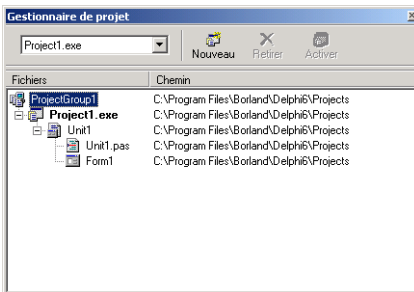 Gestionnaire de projet
Project1.exe
Nouveau Retirer Activer
Fichiers Chemin
ProjectGroup1 C:\Program Files\Borland\Delphi6\Projects
Project1.exe C:\Program Files\Borland\Delphi6\Projects
Unit1 C:\Program Files\Borland\Delphi6\Projects
Unit1.pas C:\Program Files\Borland\Delphi6\Projects
Form1 C:\Program Files\Borland\Delphi6\Projects